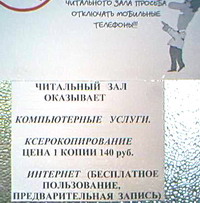 ЧИТАЛЬНОГО ЗАЛА ПРОСЬБА
ОТКЛЮЧАТЬ МОБИЛЬНЫЕ
ТЕЛЕФОНЫ!!!
ЧИТАЛЬНЫЙ ЗАЛ
ОКАЗЫВАЕТ
КОМПЬЮТЕРНЫЕ УСЛУГИ.
КСЕРОКОПИРОВАНИЕ
ЦЕНА 1 КОПИИ 140 руб.
ИНТЕРНЕТ (БЕСПЛАТНОЕ
ПОЛЬЗОВАНИЕ,
ПРЕДВАРИТЕЛЬНАЯ ЗАПИСЬ)